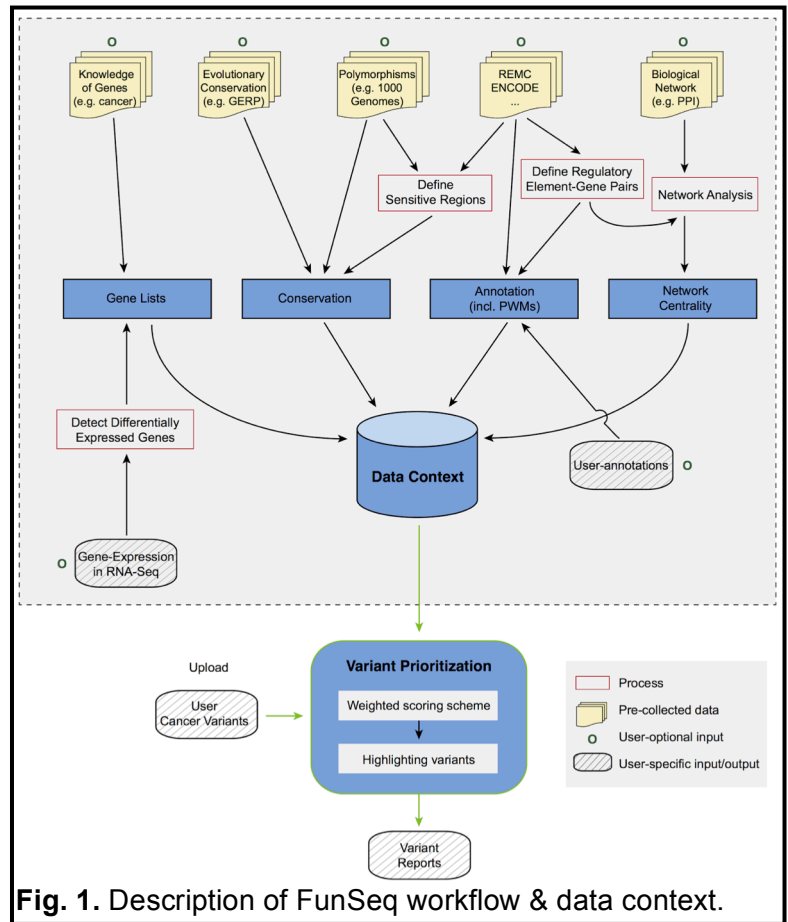 O O O O O
Knowledge
of Genes
(e.g. cancer)
Evolutionary
Conservation
(e.g. GERP)
Polymorphisms
(e.g. 1000
Genomes)
REMC
ENCODE
...
Biological
Network
(e.g. PPI)
Define
Sensitive Regions
Define Regulatory
Element-Gene Pairs
Network Analysis
Gene Lists
Conservation
Annotation
(incl. PWMs)
Network
Centrality
Detect Differentially
Expressed Genes
Data Context
User-annotations O
O Gene-Expression
in RNA-Seq
Upload
User
Cancer Variants
Variant Prioritization
Weighted scoring scheme
Highlighting variants
Variant
Reports
Process
Pre-collected data
O User-optional input
User-specific input/output
Fig. 1. Description of FunSeq workflow & data context.